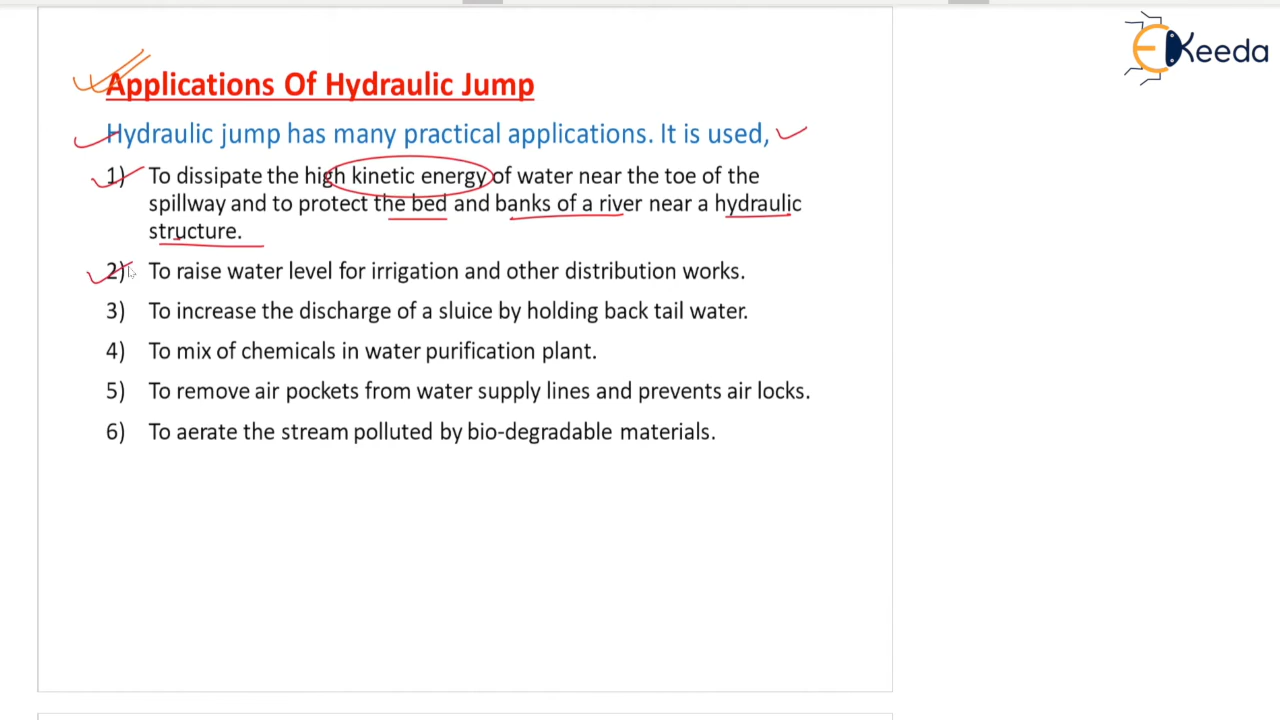 EKeeda
Applications Of Hydraulic Jump
Hydraulic jump has many practical applications. It is used,
1) To dissipate the high kinetic energy of water near the toe of the
spillway and to protect the bed and banks of a river near a hydraulic
structure.
2) To raise water level for irrigation and other distribution works.
3) To increase the discharge of a sluice by holding back tail water.
4) To mix of chemicals in water purification plant.
5) To remove air pockets from water supply lines and prevents air locks.
6) To aerate the stream polluted by bio-degradable materials.